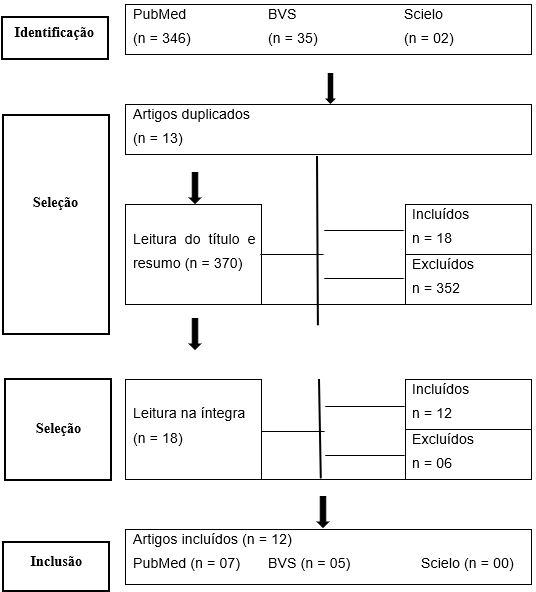 Identificação
PubMed BVS Scielo
(n = 346) (n = 35) (n = 02)
Seleção
Artigos duplicados
(n = 13)
Leitura do título e
resumo (n = 370)
Incluídos
n = 18
Excluídos
n = 352
Seleção
Leitura na íntegra
(n = 18)
Incluídos
n = 12
Excluídos
n = 06
Inclusão
Artigos incluídos (n = 12)
PubMed (n = 07) BVS (n = 05) Scielo (n = 00)